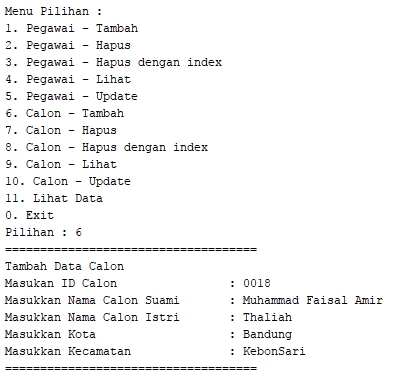 Menu Pilihan :
1. Pegawai - Tambah
2. Pegawai - Hapus
3. Pegawai - Hapus dengan index
4. Pegawai - Lihat
5. Pegawai - Update
6. Calon - Tambah
7. Calon - Hapus
8. Calon - Hapus dengan index
9. Calon - Lihat
10. Calon - Update
11. Lihat Data
0. Exit
Pilihan : 6
====================================
Tambah Data Calon
Masukan ID Calon : 0018
Masukkan Nama Calon Suami : Muhammad Faisal Amir
Masukkan Nama Calon Istri : Thaliah
Masukkan Kota : Bandung
Masukkan Kecamatan : KebonSari
====================================